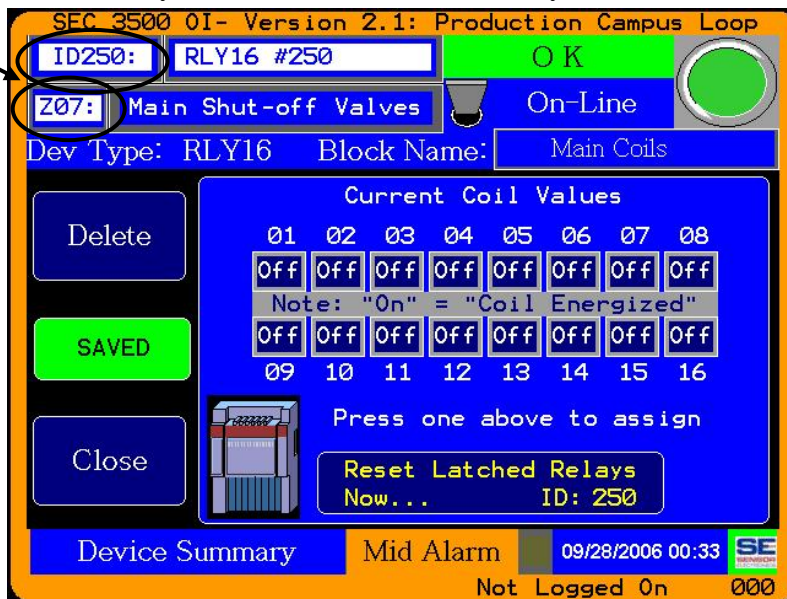 SEC 3500 OI- Version 2.1: Production Campus Loop
ID250: RLY16 #250 OK
Z07: Main Shut-off Valves On-Line
Dev Type: RLY16 Block Name: Main Coils
Current Coil Values
Delete
01 02 03 04 05 06 07 08
Off Off Off Off Off Off Off Off
Note: "On" = "Coil Energized"
SAVED
Off Off Off Off Off Off Off Off
09 10 11 12 13 14 15 16
Press one above to assign
Close
Reset Latched Relays
Now... ID: 250
Device Summary Mid Alarm 09/28/2006 00:33 SE
SENSOR
Not Logged On 000